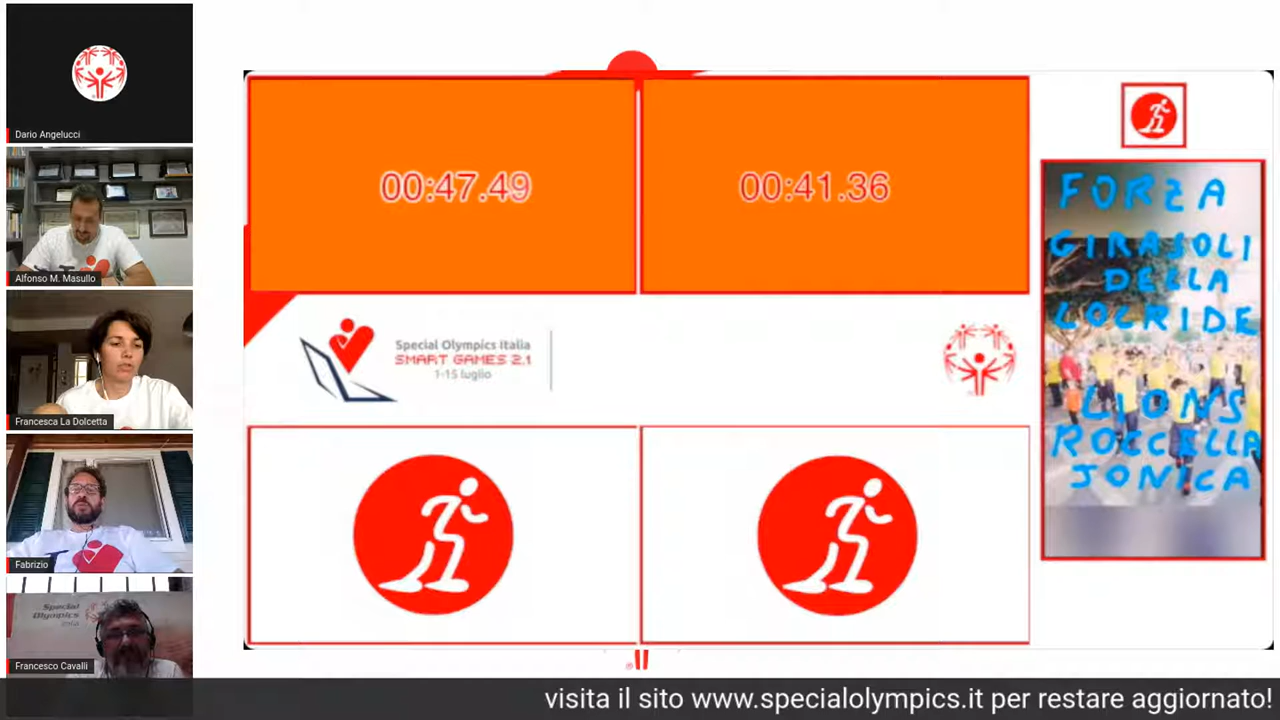 Dario Angelucci
Alfonso M. Masullo
Francesca La Dolcetta
Fabrizio
Special
Olympics
Francesco Cavalli
00:47.49
00:41.36
Special Olympics Italia
SMART GAMES 2.1
1-15 luglio
FORZA
GIRASOLI
DELLA
LOCRIDE
LIONS
ROCCELLA
JONICA
visita il sito www.specialolympics.it per restare aggiornato!